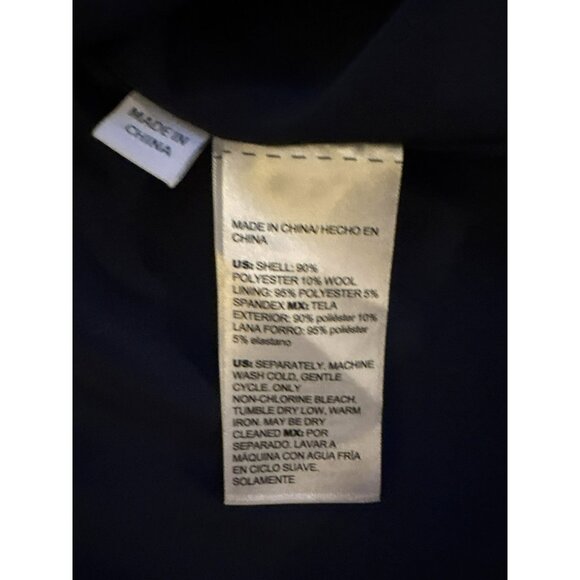 MADE IN
CHINA
MADE IN CHINA/ HECHO EN
CHINA
US: SHELL: 90%
POLYESTER 10% WOOL
LINING: 95% POLYESTER 5%
SPANDEX MX: TELA
EXTERIOR: 90% poliéster 10%
LANA FORRO: 95% poliéster
5% elastano
US: SEPARATELY. MACHINE
WASH COLD, GENTLE
CYCLE. ONLY
NON-CHLORINE BLEACH.
TUMBLE DRY LOW, WARM
IRON. MAY BE DRY
CLEANED MX: POR
SEPARADO. LAVAR A
MÁQUINA CON AGUA FRÍA
EN CICLO SUAVE.
SOLAMENTE